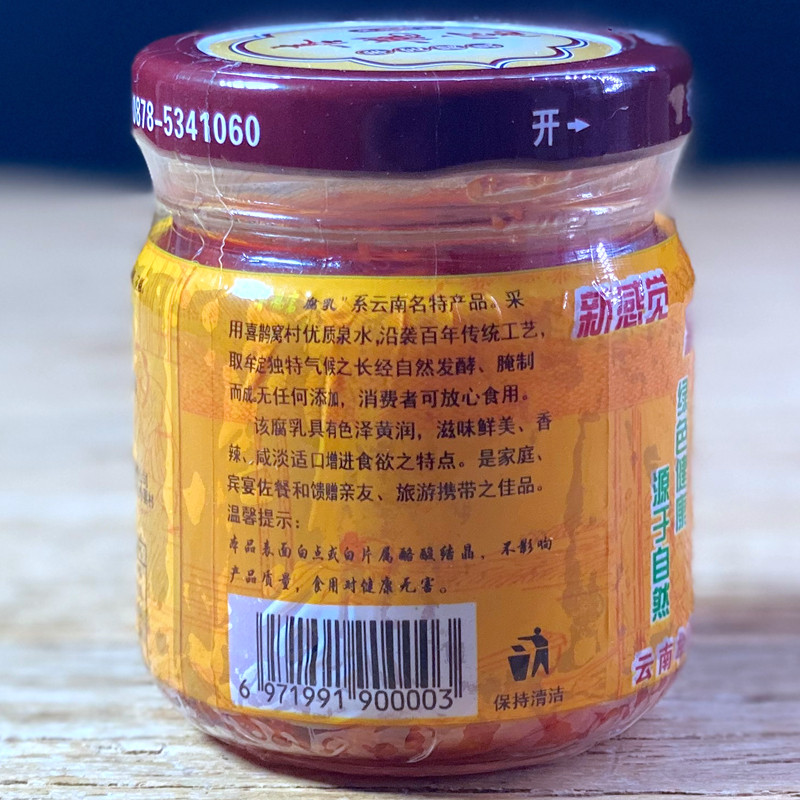 0878-5341060
开→
腐乳"系云南名特产品、采
用喜鹊窝村优质泉水,沿袭百年传统工艺,
取牟定独特气候之长经自然发酵、腌制
而成,无任何添加,消费者可放心食用。
该腐乳具有色泽黄润,滋味鲜美、香
辣、咸淡适口增进食欲之特点。是家庭、
宾宴佐餐和馈赠亲友、旅游携带之佳品。
温馨提示:
本品表面白点或白片属酪酸结晶,不影响
产品质量,食用对健康无害。
6 971991 900003
保持清洁
新感觉
绿色健康
源于自然
云南